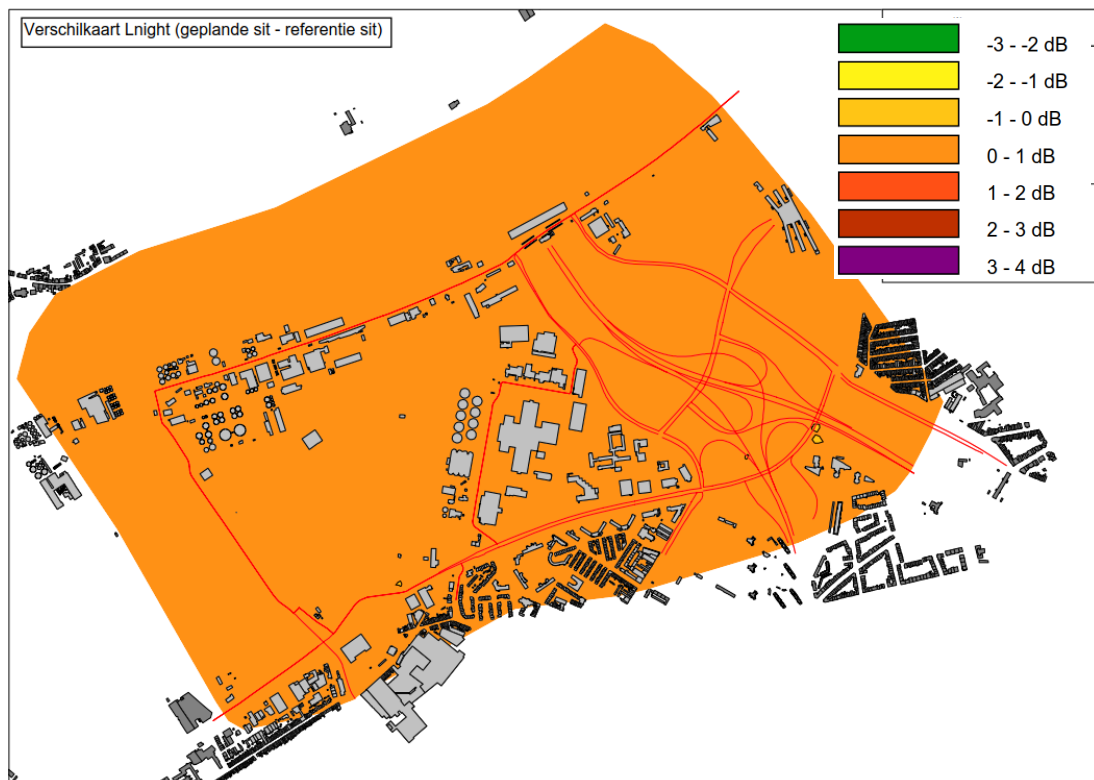 Verschilkaart Lnight (geplande sit - referentie sit)
-3 - -2 dB
-2 - -1 dB
-1 - 0 dB
0 - 1 dB
1 - 2 dB
2 - 3 dB
3 - 4 dB